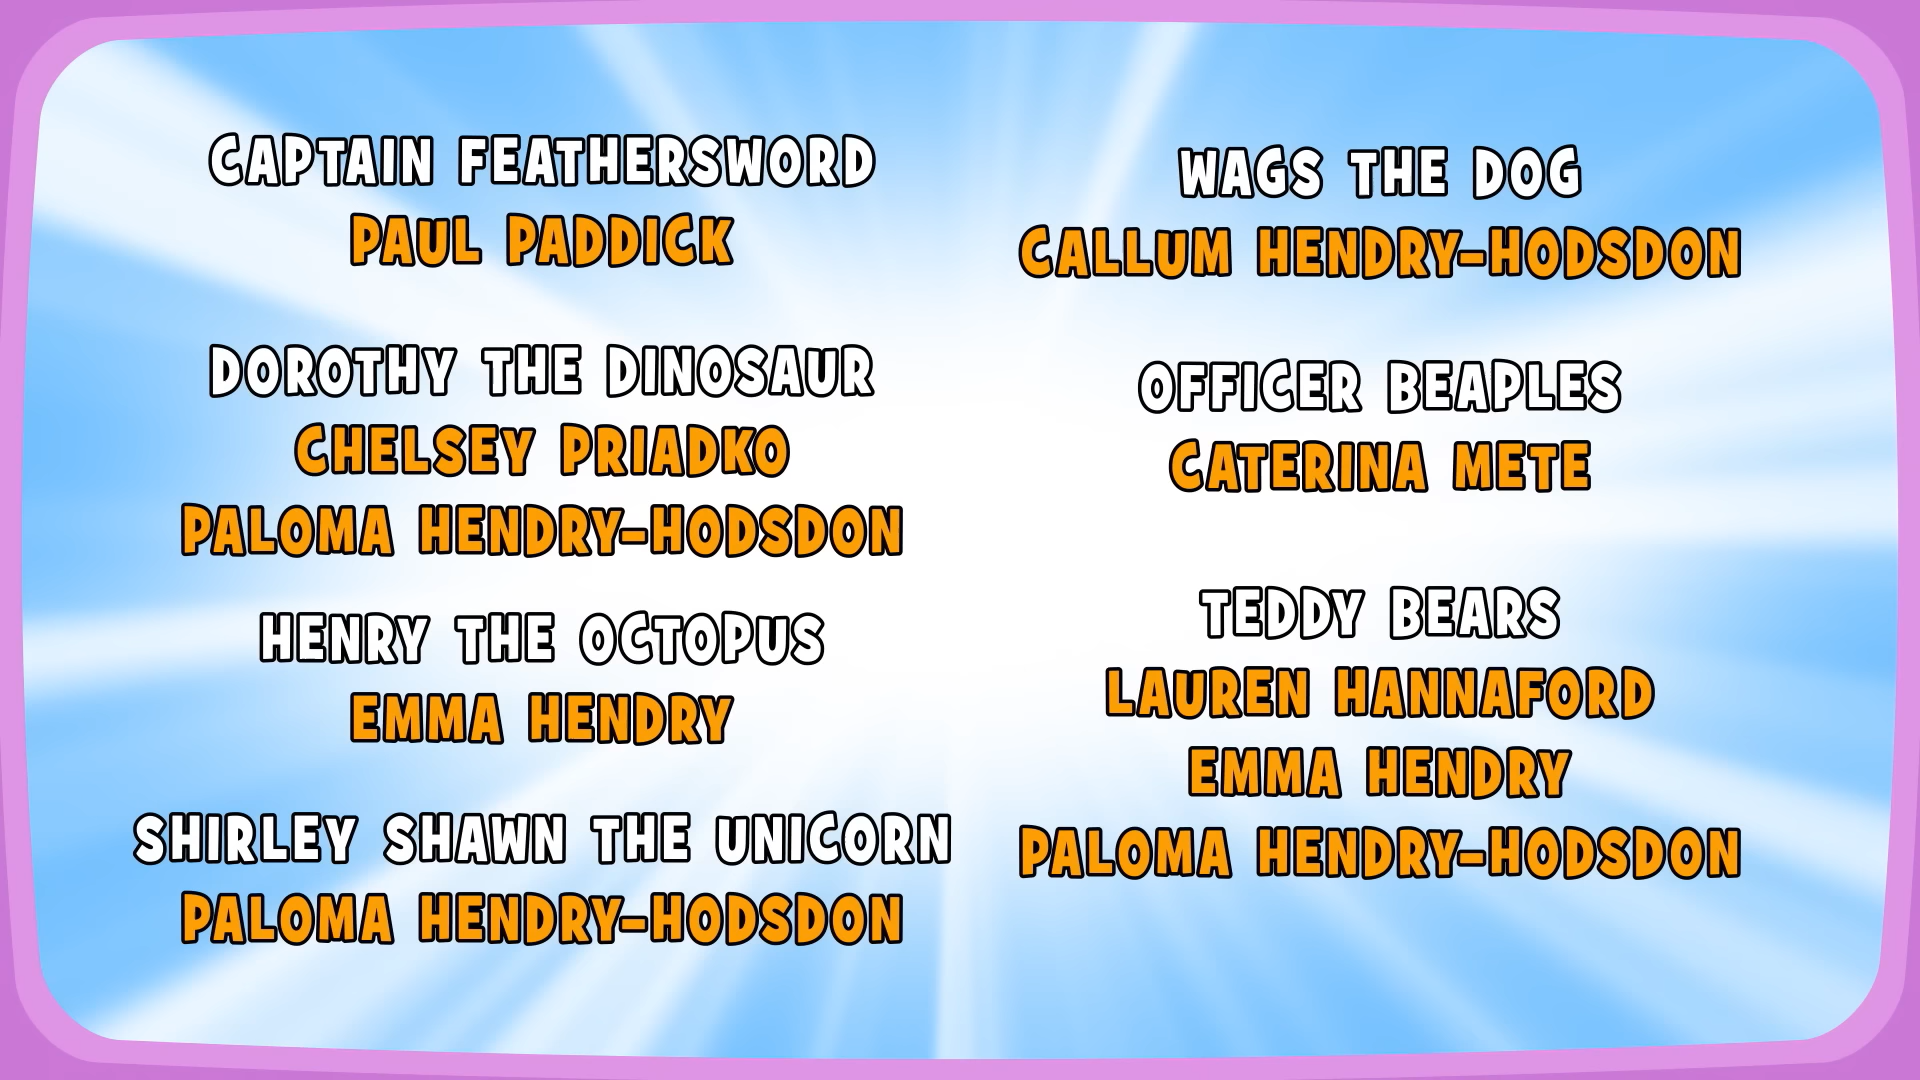 CAPTAIN FEATHERSWORD
PAUL PADDICK
DOROTHY THE DINOSAUR
CHELSEY PRIADKO
PALOMA HENDRY-HODSDON
HENRY THE OCTOPUS
EMMA HENDRY
SHIRLEY SHAWN THE UNICORN
PALOMA HENDRY-HODSDON
WAGS THE DOG
CALLUM HENDRY-HODSDON
OFFICER BEAPLES
CATERINA METE
TEDDY BEARS
LAUREN HANNAFORD
EMMA HENDRY
PALOMA HENDRY-HODSDON